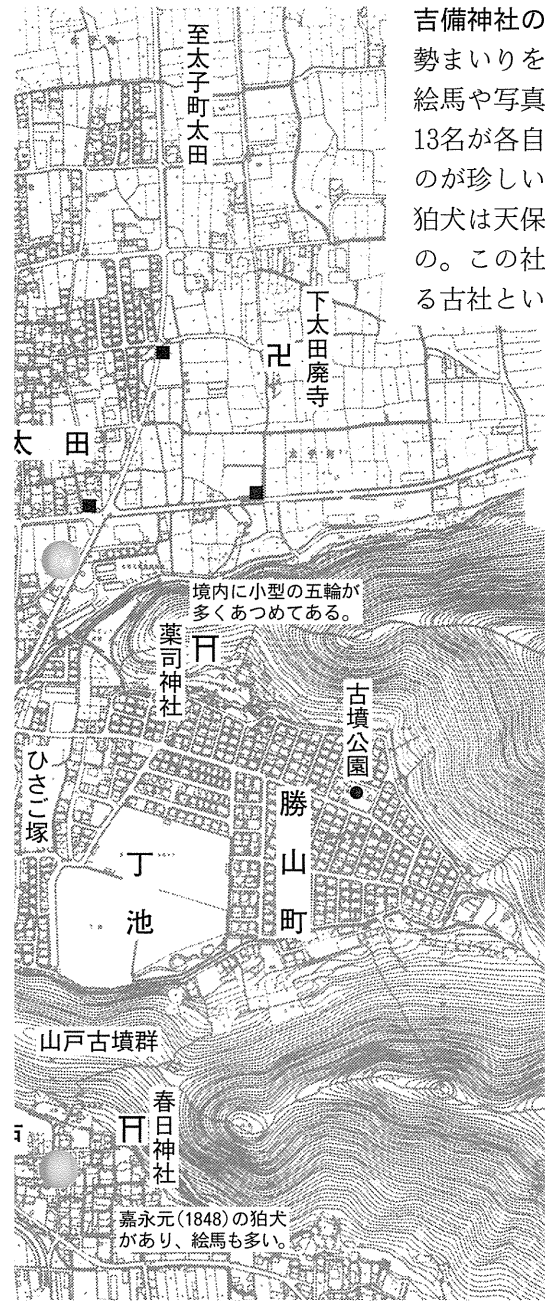 吉備神社の
勢まいりを
絵馬や写真
13名が各自
のが珍しい
狛犬は天保
の。この社
る古社とい
至太子町太田
下太田廃寺
卍
太田
境内に小型の五輪が
多くあつめてある。
薬司神社
古墳公園
ひさご塚
勝山町
丁池
山戸古墳群
春日神社
嘉永元(1848)の狛犬
があり、絵馬も多い。